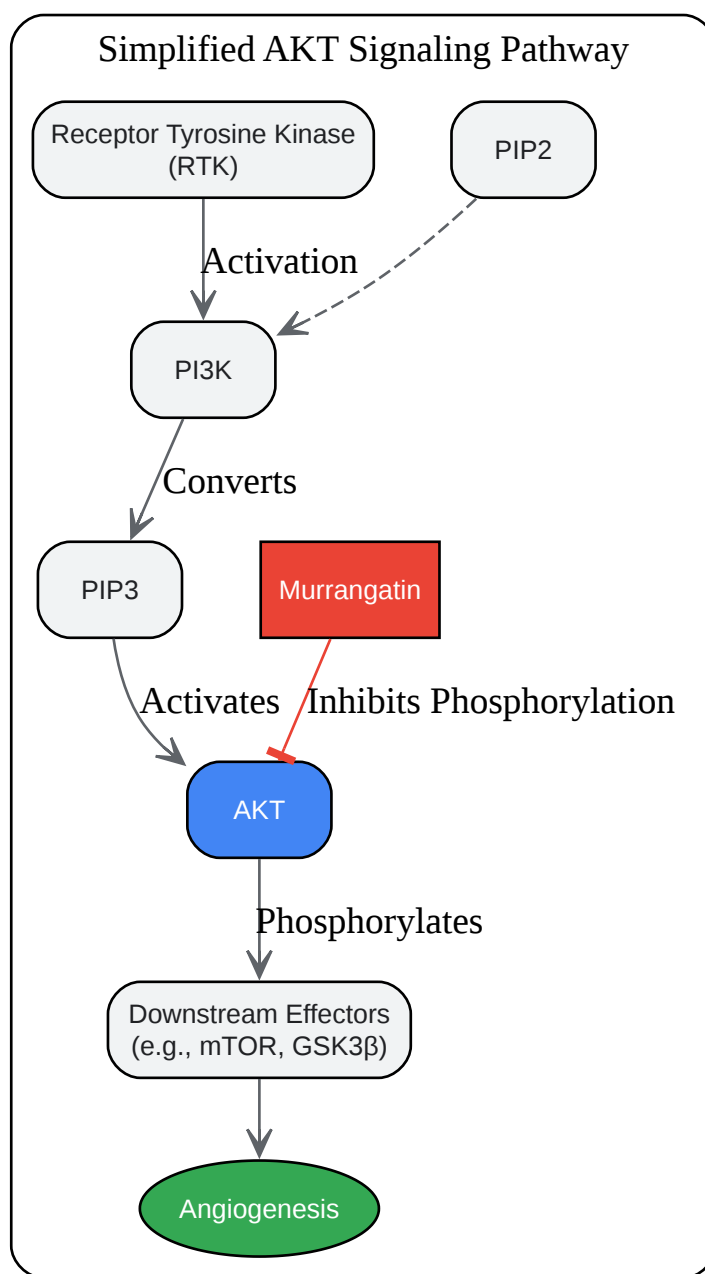 Simplified AKT Signaling Pathway
Receptor Tyrosine Kinase
(RTK)
PIP2
Activation
PI3K
Converts
PIP3
Murrangatin
Activates
Inhibits Phosphorylation
AKT
Phosphorylates
Downstream Effectors
(e.g., mTOR, GSK3β)
Angiogenesis